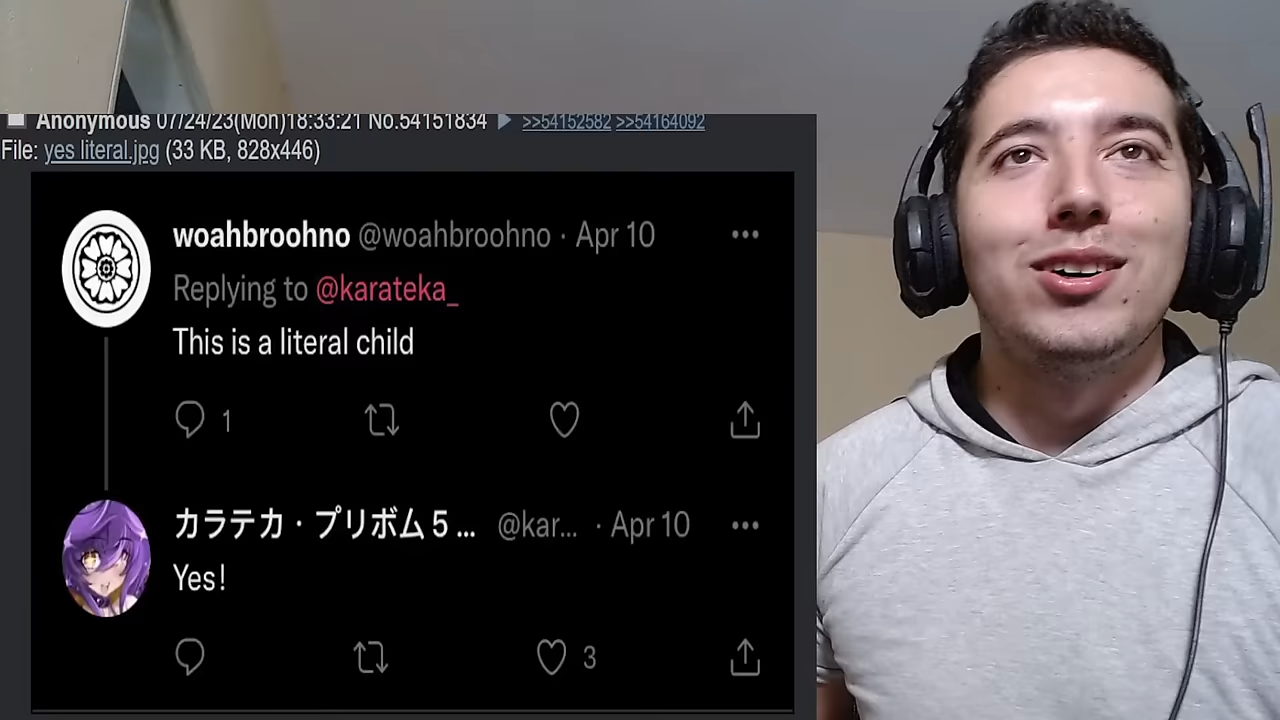 Anonymous 07/24/23(Mon)18:33:21 No.54151834 ▶ >>54152582 >>54164092
File: yes literal.jpg (33 KB, 828x446)
woahbroohno @woahbroohno · Apr 10
Replying to @karateka_
This is a literal child
1
カラテカ・プリボム５... @kar... · Apr 10
Yes!
3